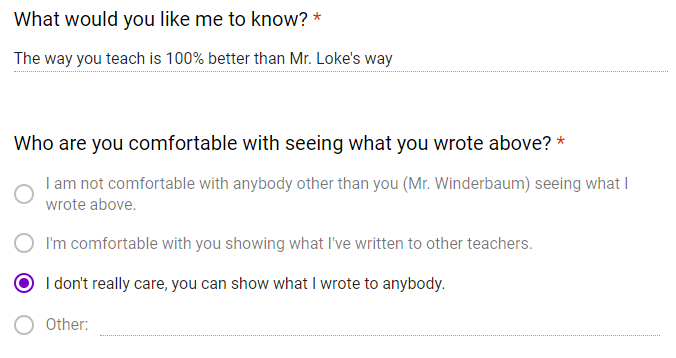 What would you like me to know? *
The way you teach is 100% better than Mr. Loke's way
Who are you comfortable with seeing what you wrote above? *
I am not comfortable with anybody other than you (Mr. Winderbaum) seeing what I
wrote above.
I'm comfortable with you showing what I've written to other teachers.
I don't really care, you can show what I wrote to anybody.
Other: